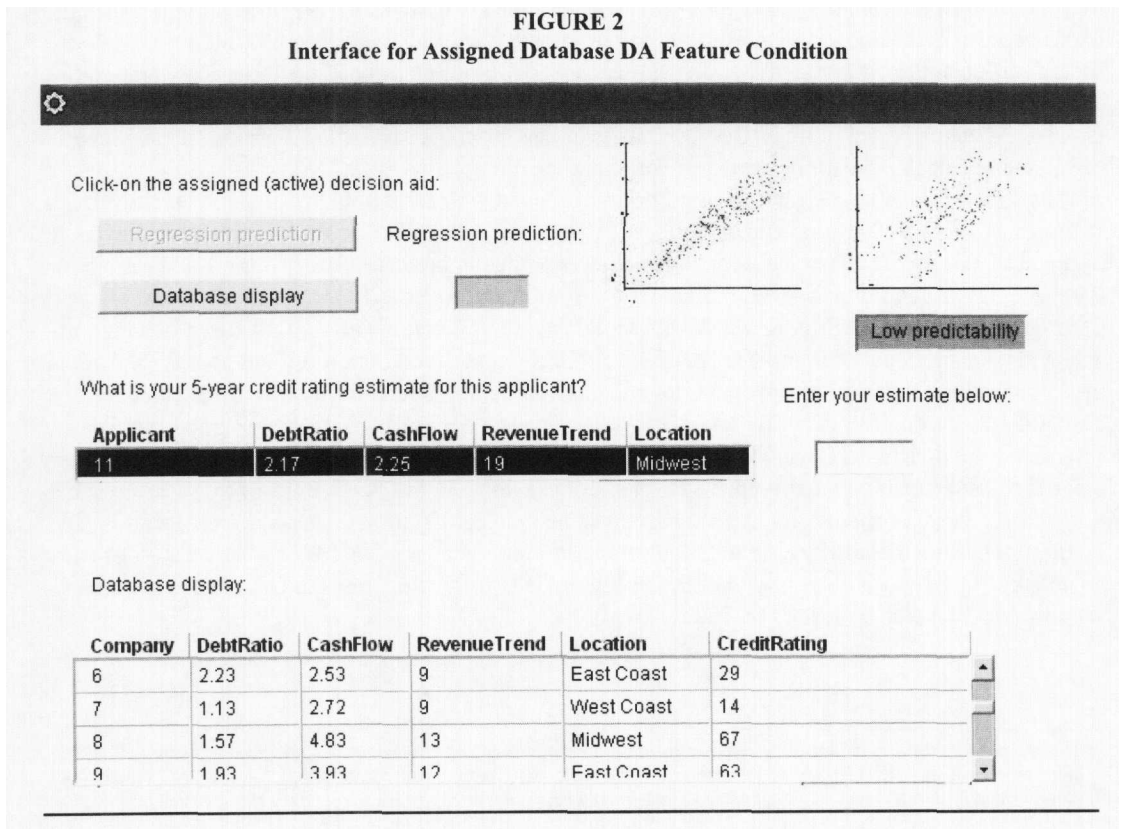 FIGURE 2
Interface for Assigned Database DA Feature Condition
Click-on the assigned (active) decision aid:
Regression prediction
Regression prediction:
Database display
Low predictability
What is your 5-year credit rating estimate for this applicant?
Enter your estimate below:
Applicant DebtRatio CashFlow RevenueTrend Location
11 2.17 2.25 19 Midwest
Database display:
Company DebtRatio CashFlow RevenueTrend Location CreditRating
6 2.23 2.53 9 East Coast 29
7 1.13 2.72 9 West Coast 14
8 1.57 4.83 13 Midwest 67
9 1.93 3.93 12 East Coast 63